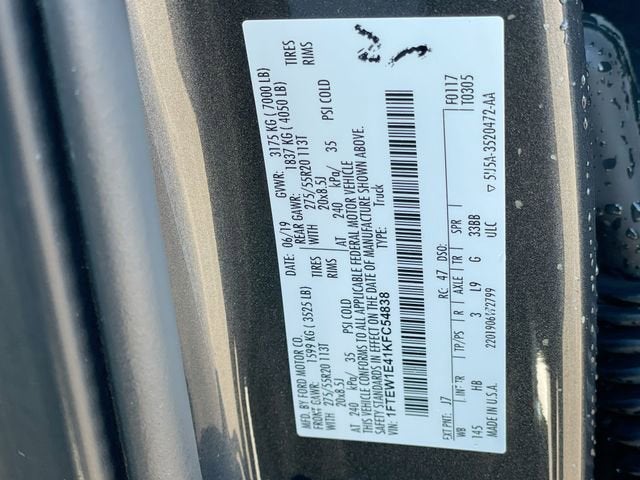 MFD. BY FORD MOTOR CO. DATE: 06/19 GVWR: 3175 KG ( 7000 LB)
FRONT GAWR: 1599 KG ( 3525 LB) REAR GAWR: 1837 KG ( 4050 LB)
WITH 275/55R20 113T TIRES WITH 275/55R20 113T TIRES
20x8.5J RIMS 20x8.5J RIMS
AT 240 kPa/ 35 PSI COLD AT 240 kPa/ 35 PSI COLD
THIS VEHICLE CONFORMS TO ALL APPLICABLE FEDERAL MOTOR VEHICLE
SAFETY STANDARDS IN EFFECT ON THE DATE OF MANUFACTURE SHOWN ABOVE.
VIN: 1FTEW1E41KFC54838 TYPE: Truck
EXT PNT: J7 RC: 47 DSO: F0117
WB INT TR TP/PS R AXLE TR SPR T0305
145 HB 3 L9 G 33BB
MADE IN U.S.A. ULC ▽ 5U5A-3520472-AA